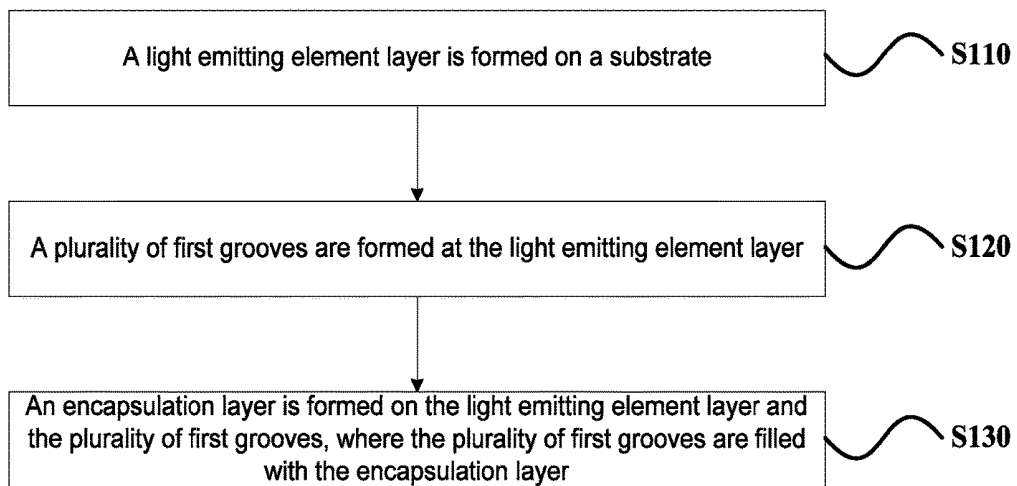 A light emitting element layer is formed on a substrate
S110
A plurality of first grooves are formed at the light emitting element layer
S120
An encapsulation layer is formed on the light emitting element layer and
the plurality of first grooves, where the plurality of first grooves are filled
with the encapsulation layer
S130